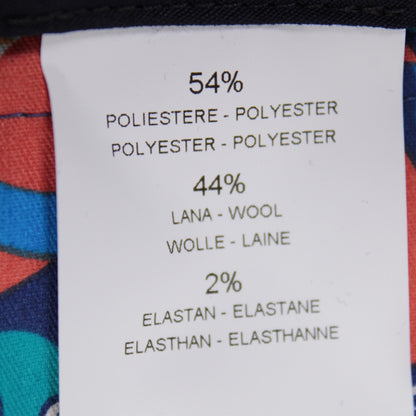 54%
POLIESTERE - POLYESTER
POLYESTER - POLYESTER
44%
LANA - WOOL
WOLLE - LAINE
2%
ELASTAN - ELASTANE
ELASTHAN - ELASTHANNE